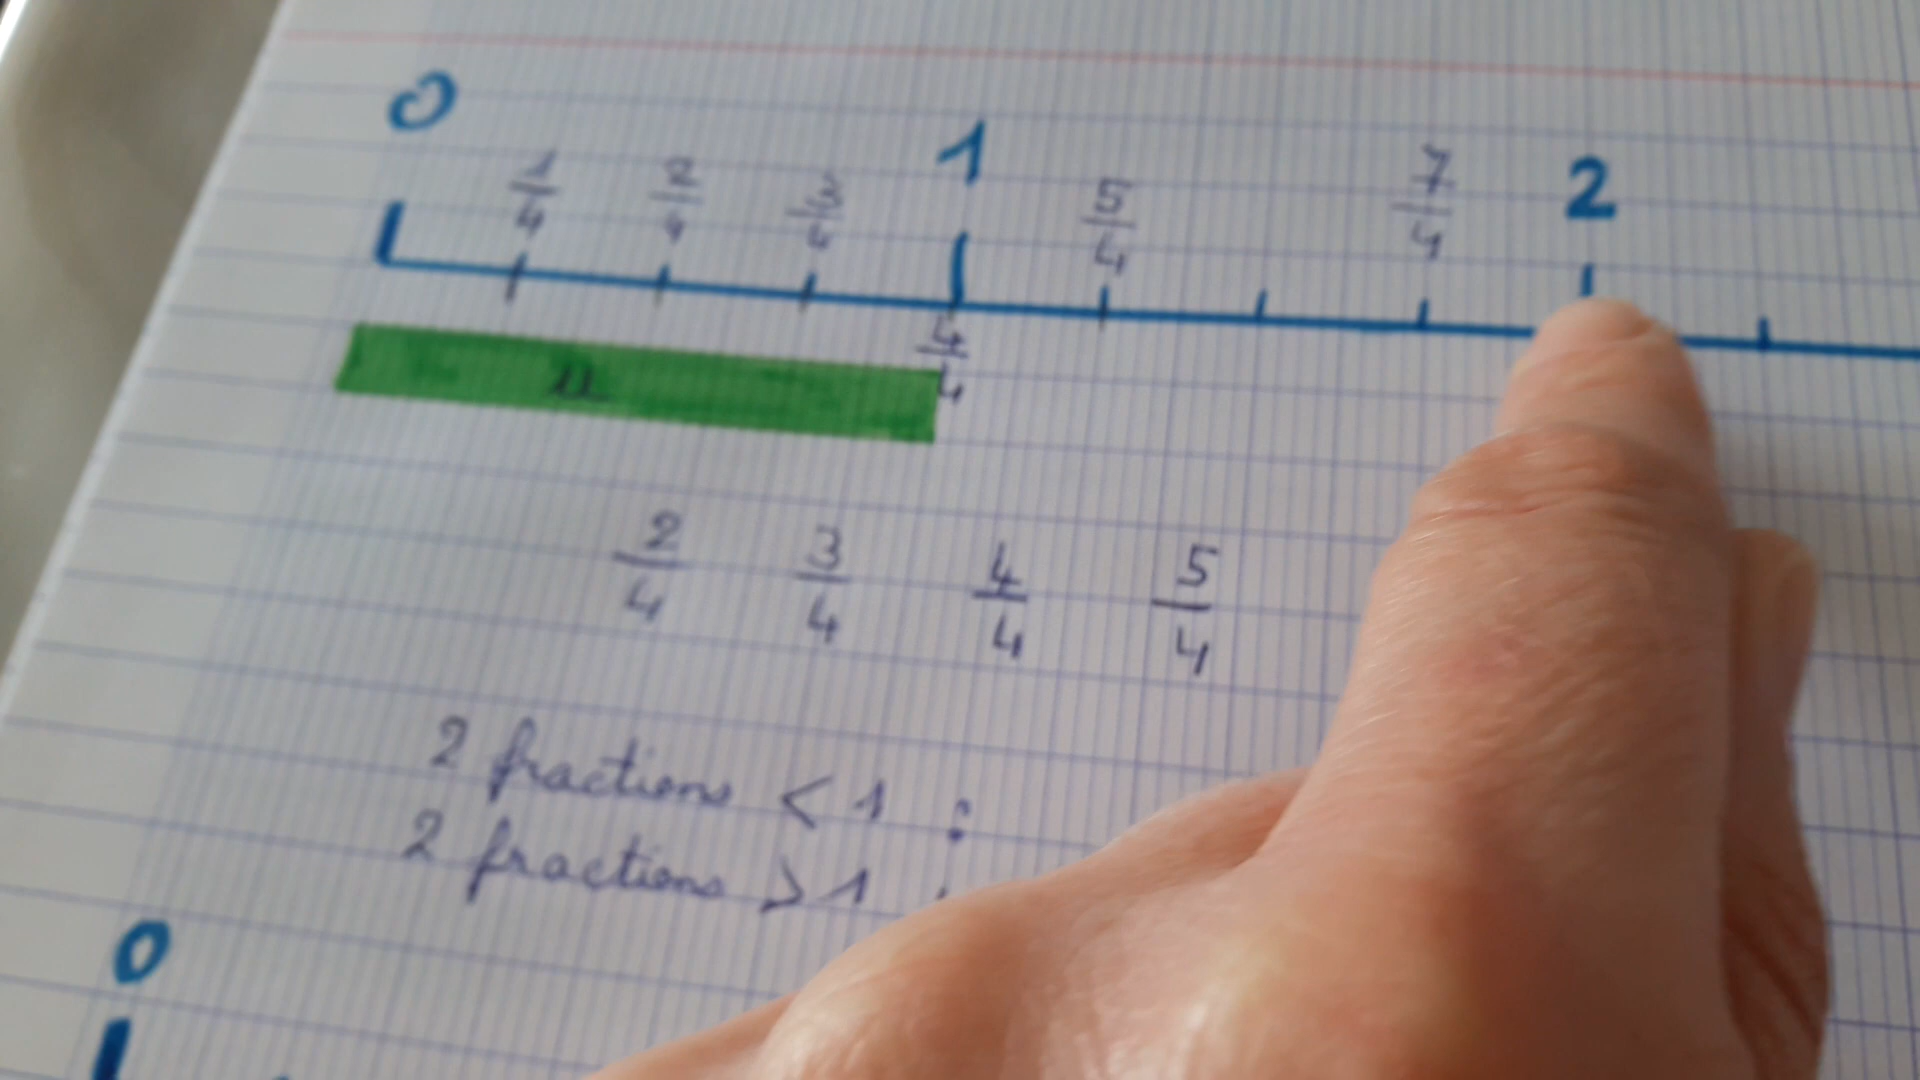 0 1 2
1/4 2/4 3/4 5/4 7/4
4/4
u
2/4 3/4 4/4 5/4
2 fractions < 1 :
2 fractions > 1
0